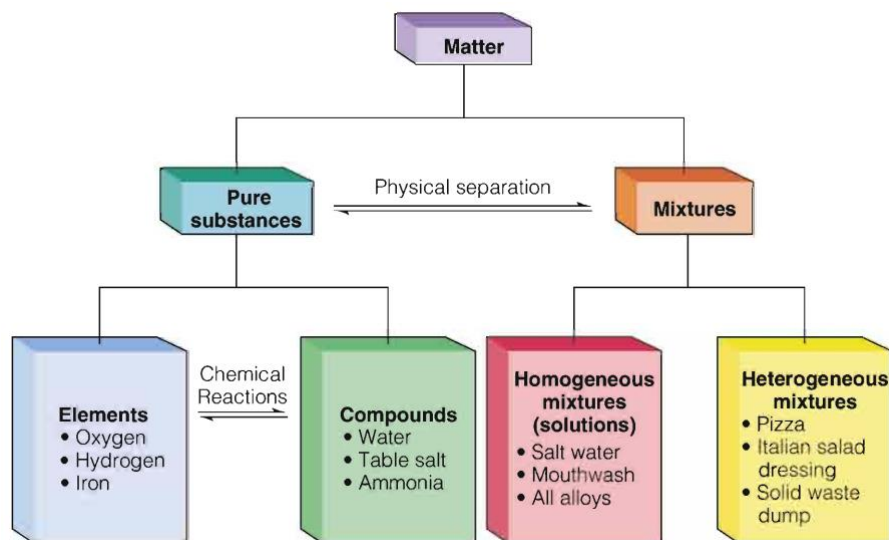 Matter
Pure
substances
Physical separation
Mixtures
Elements
• Oxygen
• Hydrogen
• Iron
Chemical
Reactions
Compounds
• Water
• Table salt
• Ammonia
Homogeneous
mixtures
(solutions)
• Salt water
• Mouthwash
• All alloys
Heterogeneous
mixtures
• Pizza
• Italian salad
dressing
• Solid waste
dump